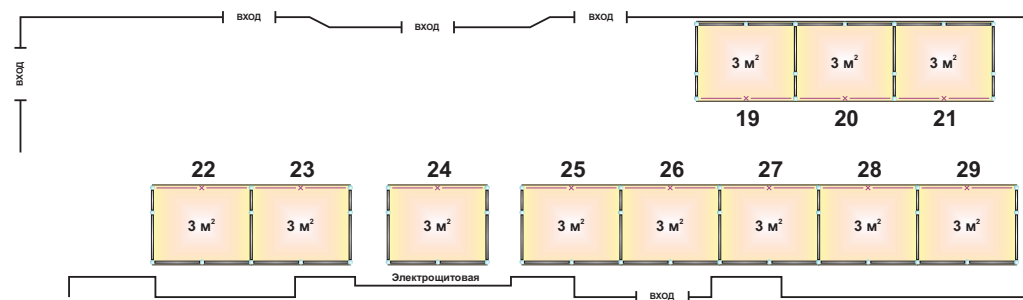 ВХОД ВХОД ВХОД
ВХОД
3 м² 3 м² 3 м²
19 20 21
22 23 24 25 26 27 28 29
3 м² 3 м² 3 м² 3 м² 3 м² 3 м² 3 м² 3 м²
Электрощитовая
ВХОД